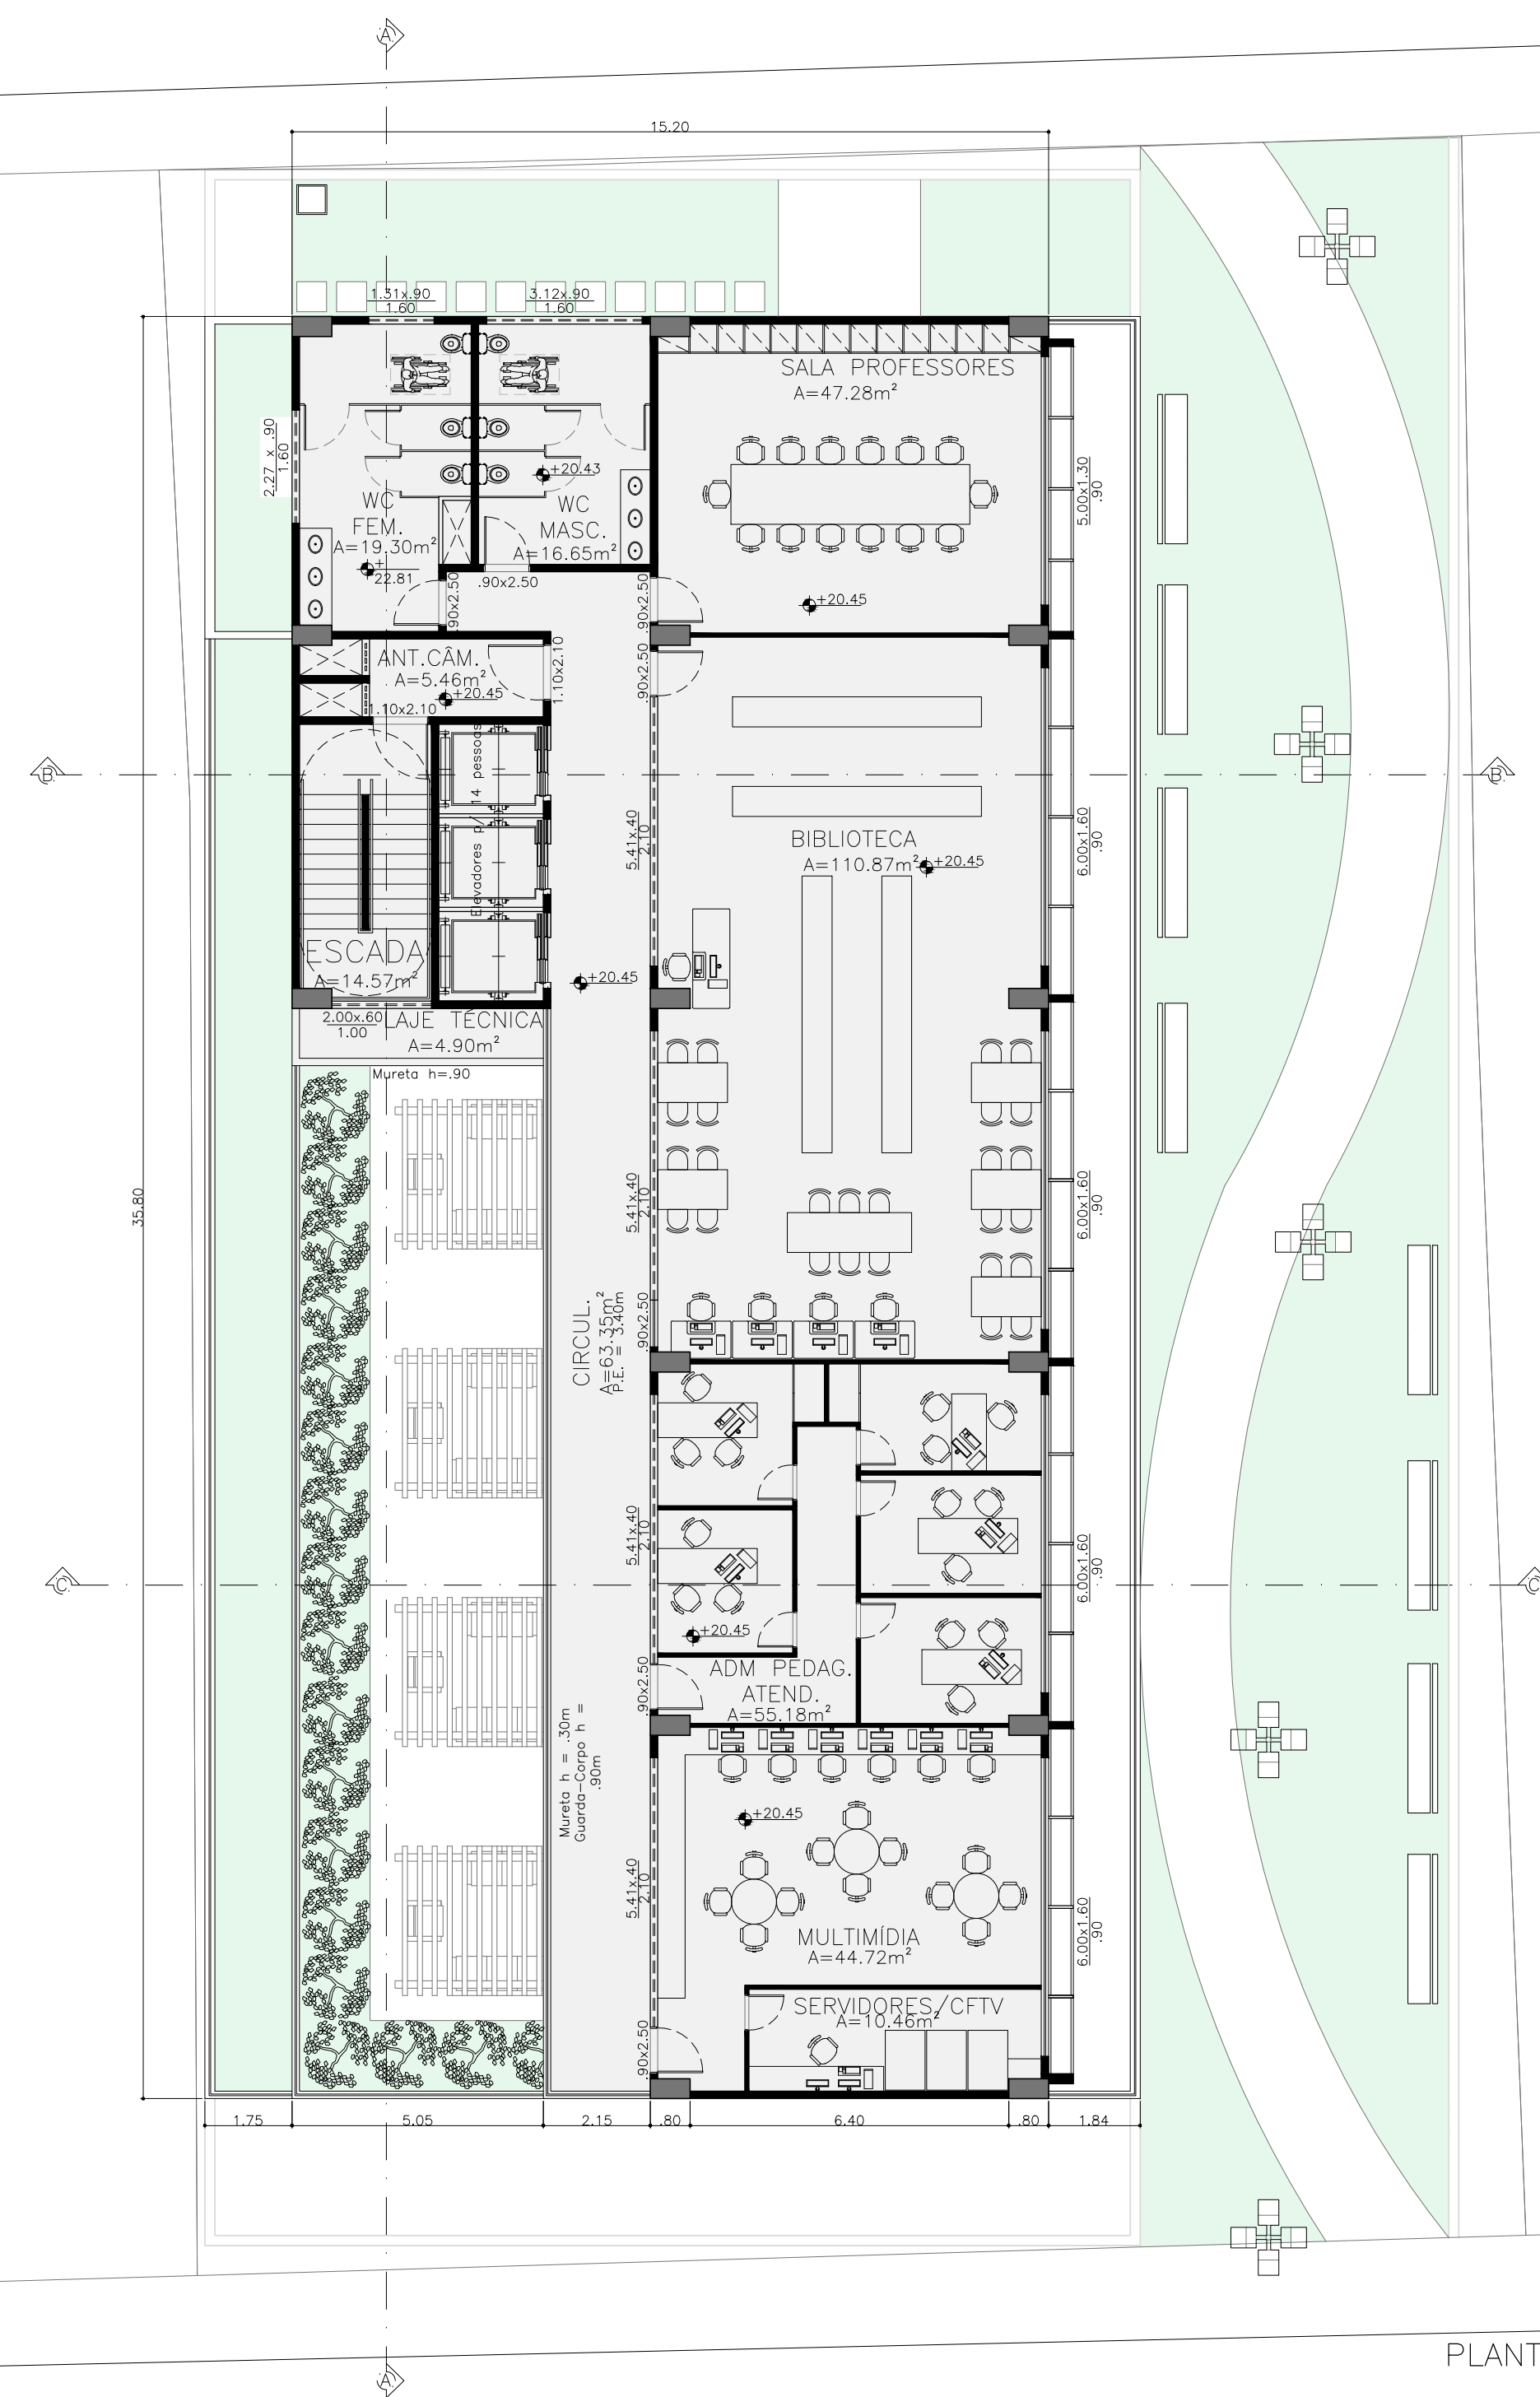 A
15.20
1.31x.90
1.60
3.12x.90
1.60
SALA PROFESSORES
A=47.28m²
2.27 x .90
1.60
5.00x1.30
.90
+20.43
WC
FEM.
A=19.30m²
+
22.81
WC
MASC.
A=16.65m²
.90x2.50
.90x2.50
.90x2.50
+20.45
ANT.CÂM.
A=5.46m²
+20.45
1.10x2.10
1.10x2.10
.90x2.50
B
B
Elevadores p/ 14 pessoas
5.41x.40
2.10
BIBLIOTECA
A=110.87m²
+20.45
6.00x1.60
.90
ESCADA
A=14.57m²
+20.45
2.00x.60
1.00
LAJE TÉCNICA
A=4.90m²
Mureta h=.90
35.80
5.41x.40
2.10
6.00x1.60
.90
CIRCUL.
A=63.35m²
P.E. = 3.40m
.90x2.50
5.41x.40
2.10
6.00x1.60
.90
C
C
+20.45
ADM PEDAG.
ATEND.
A=55.18m²
.90x2.50
Mureta h = .30m
Guarda-Corpo h =
.90m
+20.45
5.41x.40
2.10
MULTIMÍDIA
A=44.72m²
6.00x1.60
.90
SERVIDORES/CFTV
A=10.46m²
.90x2.50
1.75
5.05
2.15
.80
6.40
.80
1.84
PLANT
A